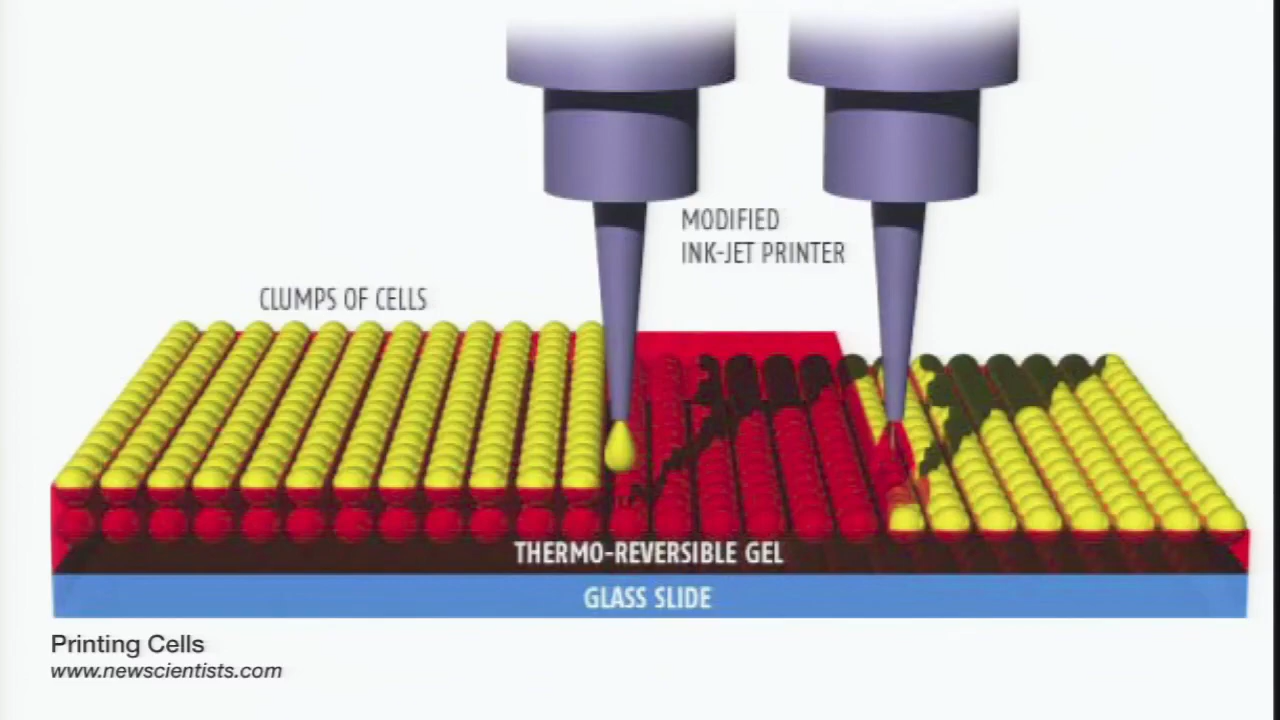 MODIFIED
INK-JET PRINTER
CLUMPS OF CELLS
THERMO-REVERSIBLE GEL
GLASS SLIDE
Printing Cells
www.newscientists.com